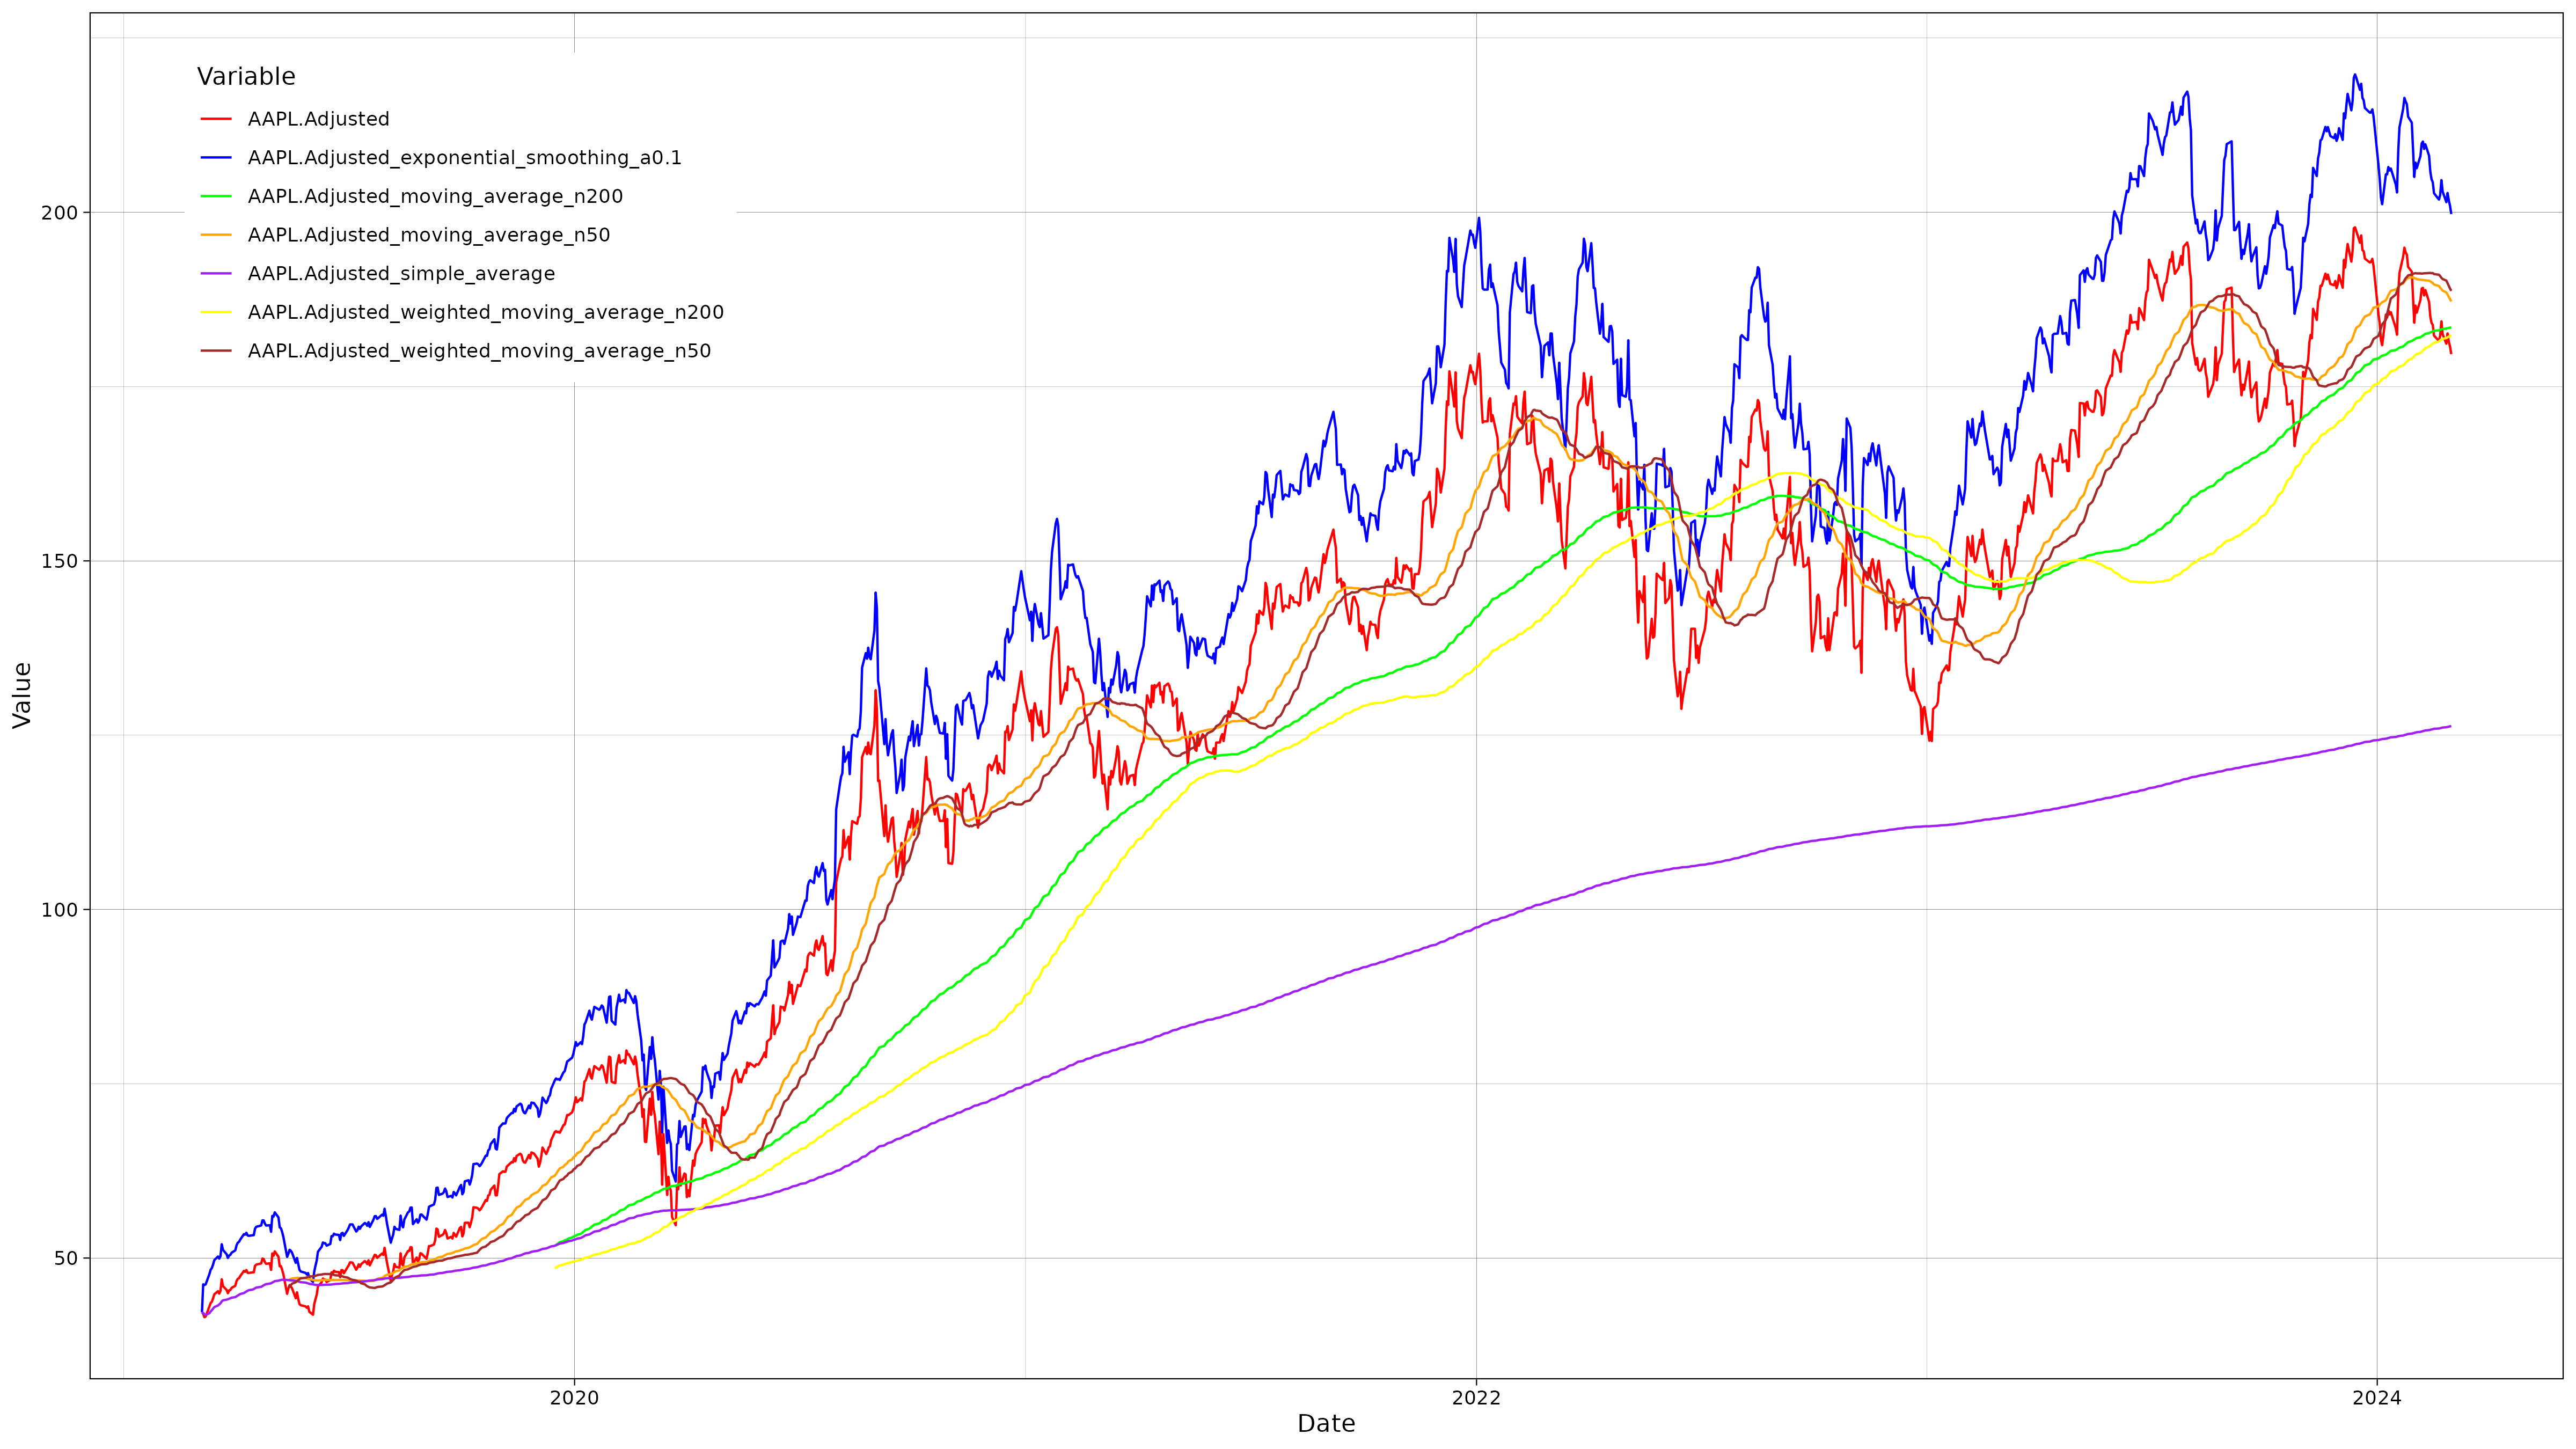 Variable
AAPL.Adjusted
AAPL.Adjusted_exponential_smoothing_a0.1
AAPL.Adjusted_moving_average_n200
AAPL.Adjusted_moving_average_n50
AAPL.Adjusted_simple_average
AAPL.Adjusted_weighted_moving_average_n200
AAPL.Adjusted_weighted_moving_average_n50
200
150
100
50
Value
2020 2022 2024
Date